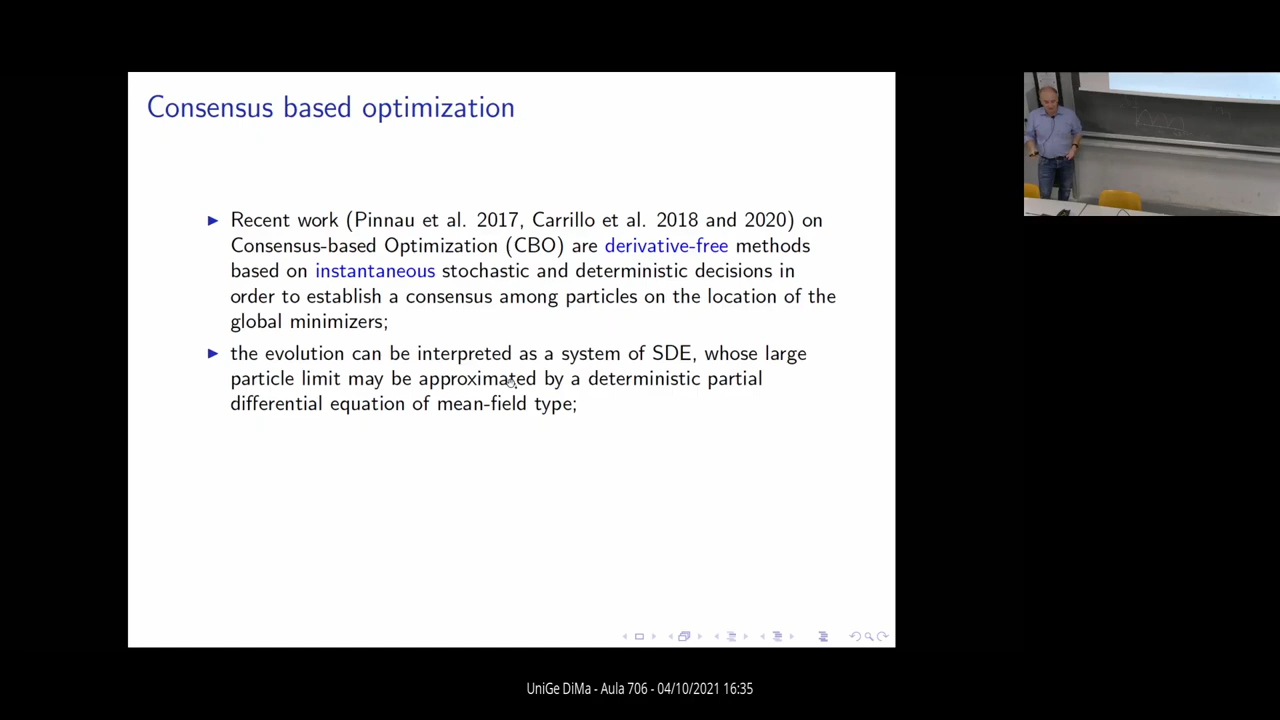 Consensus based optimization
▶ Recent work (Pinnau et al. 2017, Carrillo et al. 2018 and 2020) on
Consensus-based Optimization (CBO) are derivative-free methods
based on instantaneous stochastic and deterministic decisions in
order to establish a consensus among particles on the location of the
global minimizers;
▶ the evolution can be interpreted as a system of SDE, whose large
particle limit may be approximated by a deterministic partial
differential equation of mean-field type;
UniGe DiMa - Aula 706 - 04/10/2021 16:35